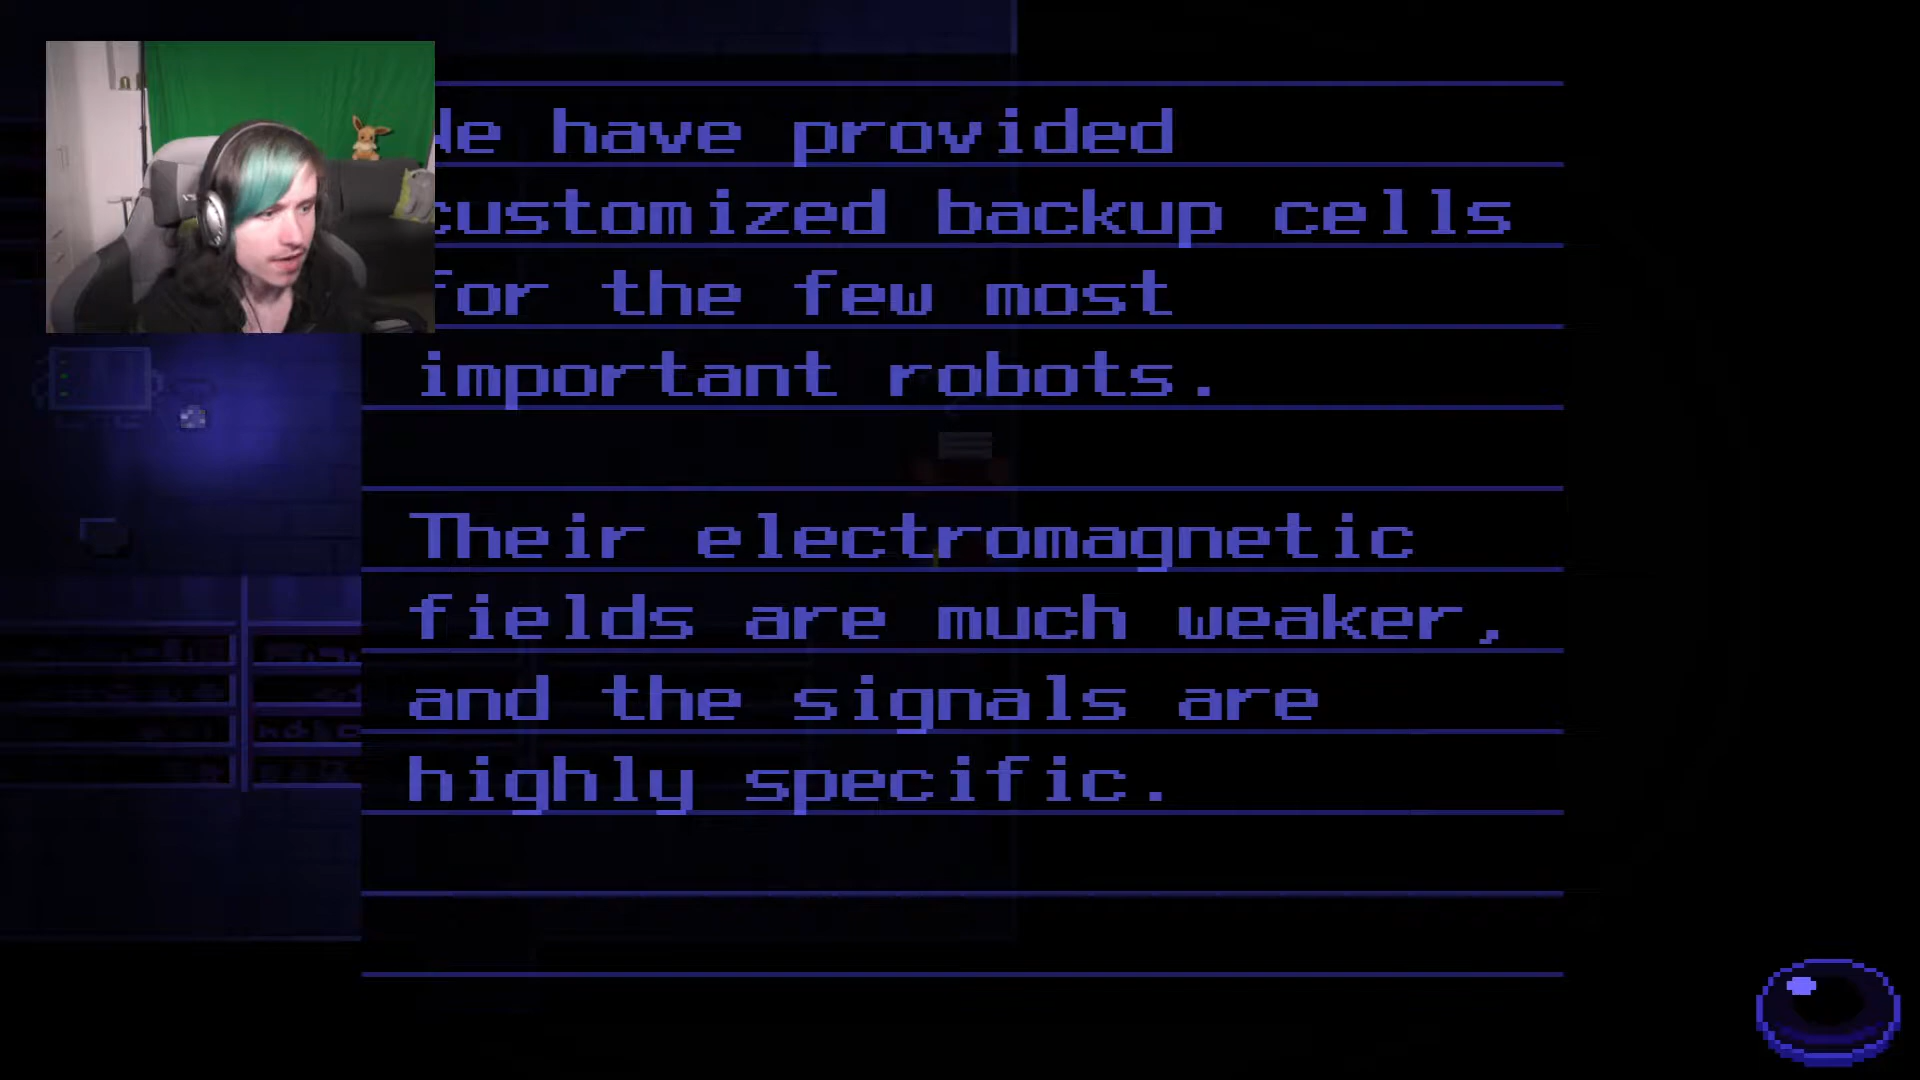 We have provided
customized backup cells
for the few most
important robots.
Their electromagnetic
fields are much weaker,
and the signals are
highly specific.